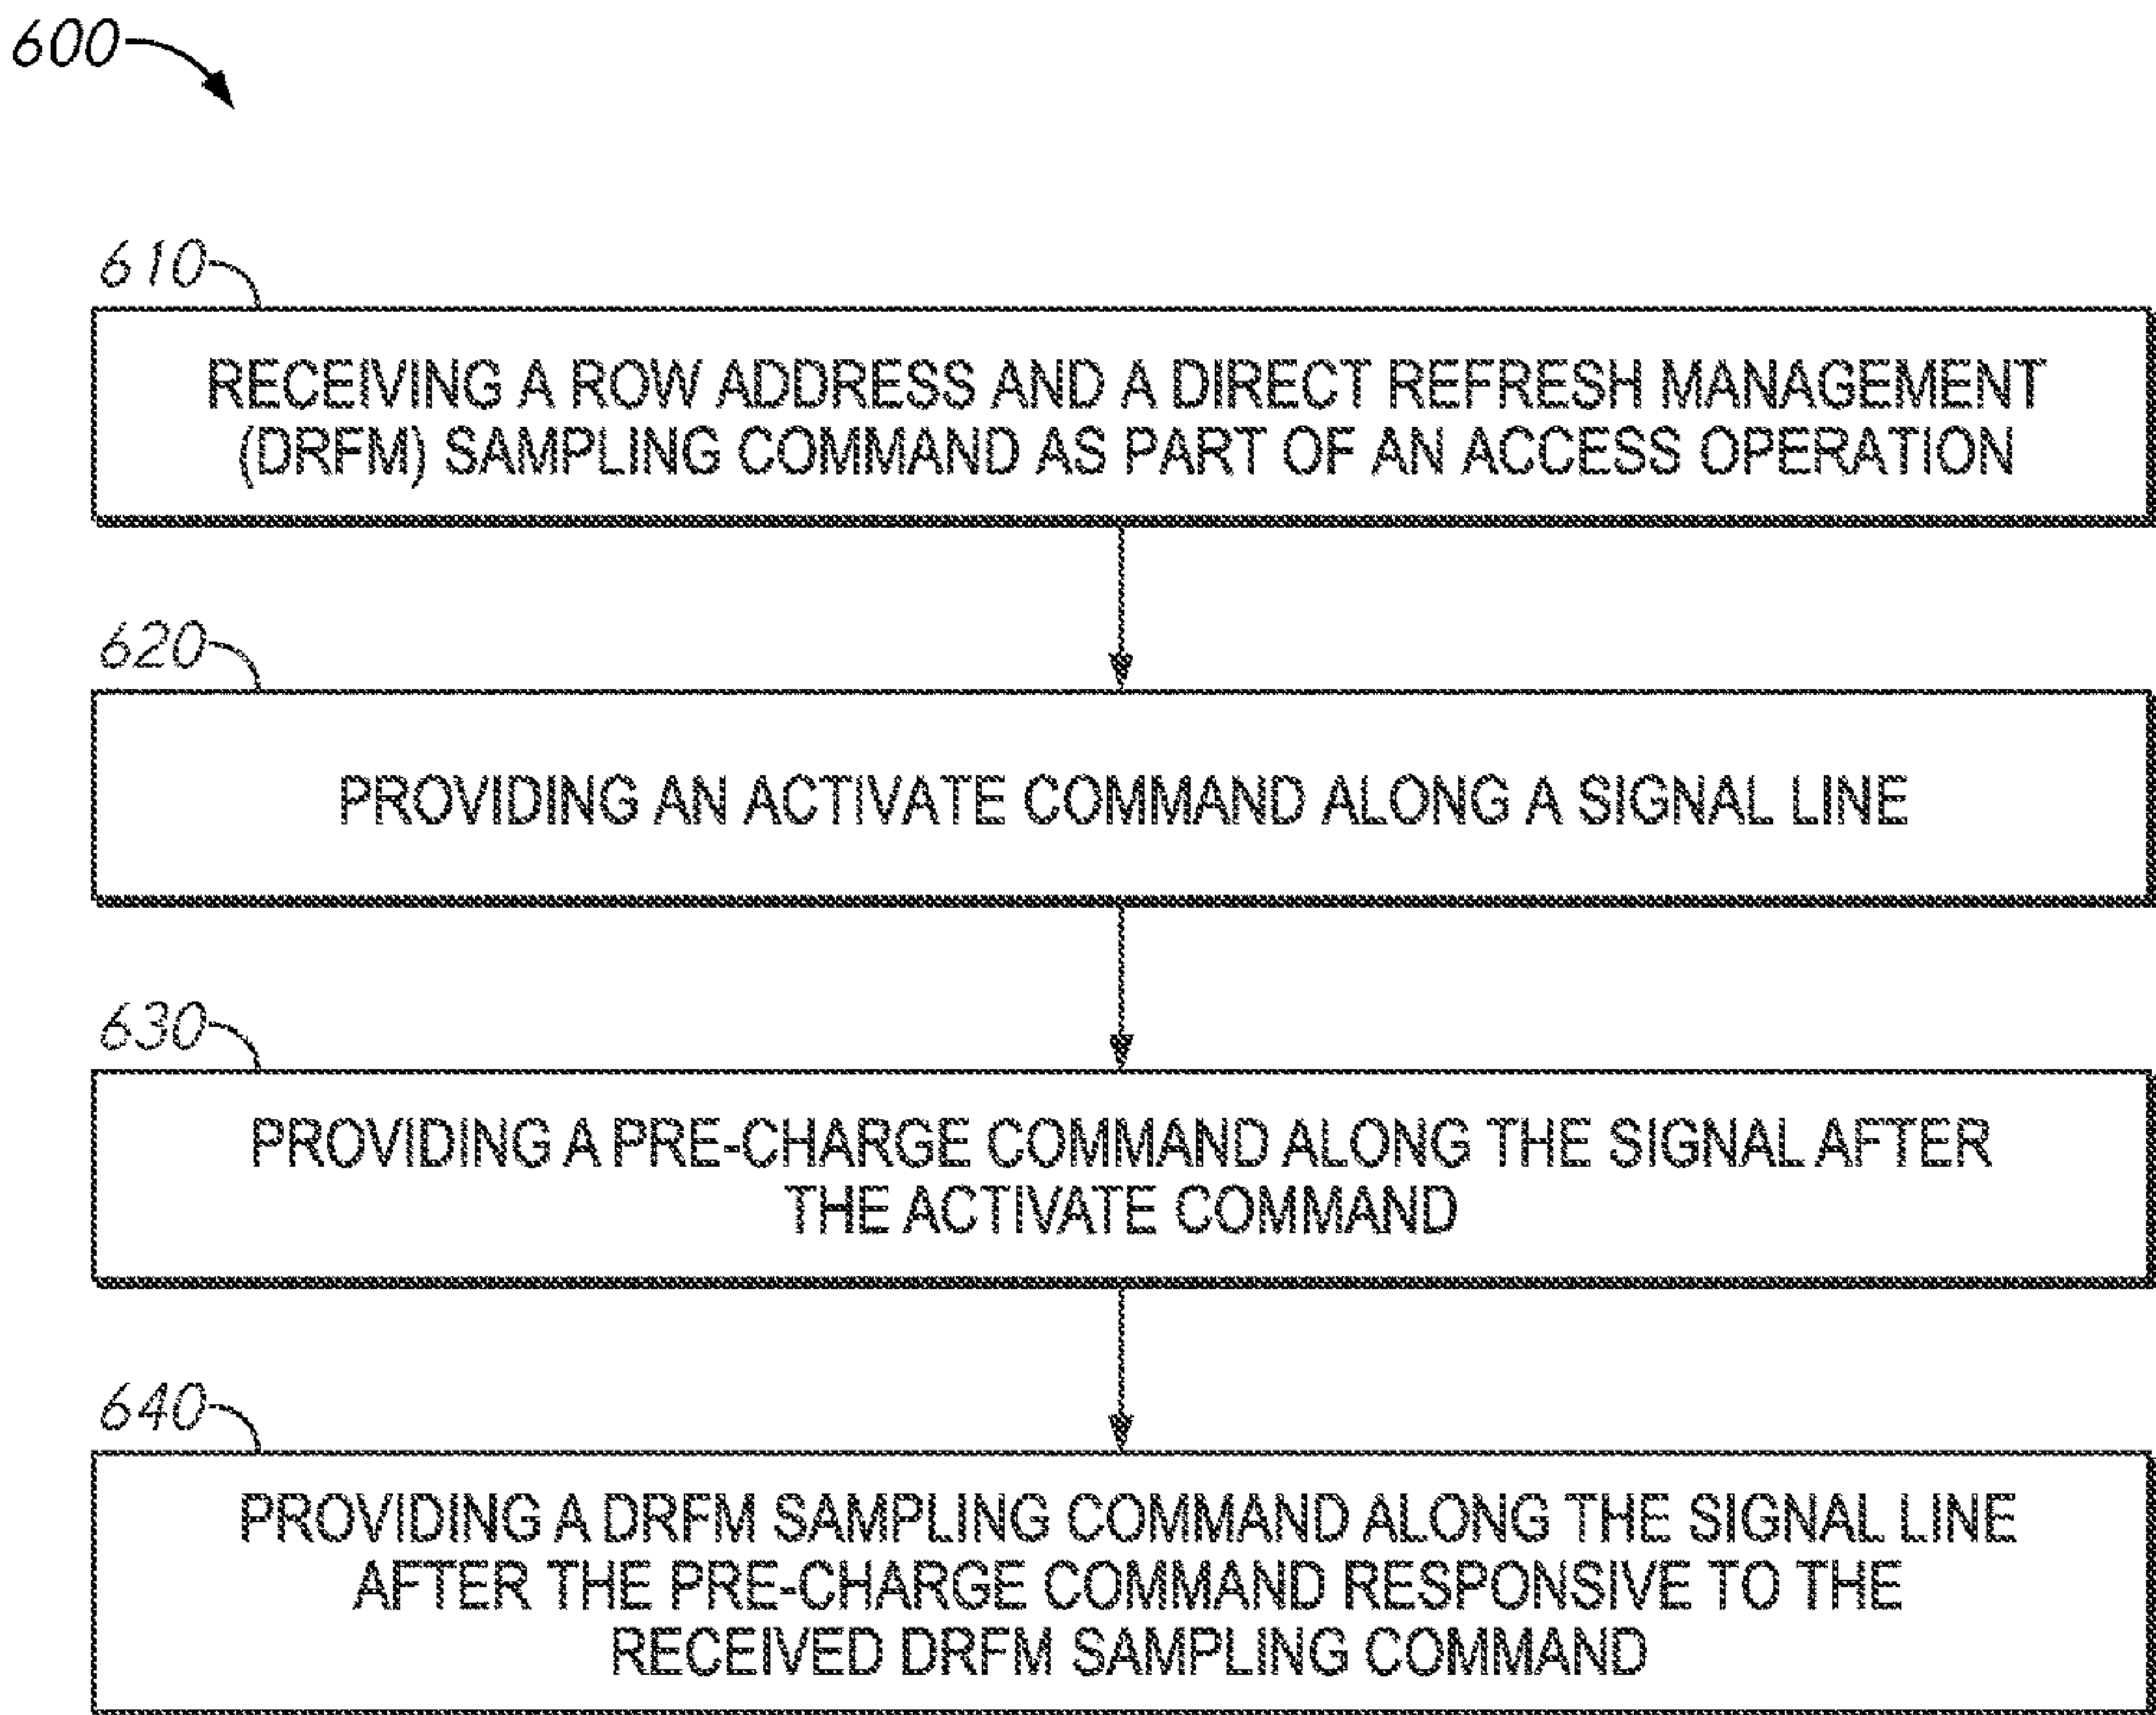 600
610
RECEIVING A ROW ADDRESS AND A DIRECT REFRESH MANAGEMENT
(DRFM) SAMPLING COMMAND AS PART OF AN ACCESS OPERATION
620
PROVIDING AN ACTIVATE COMMAND ALONG A SIGNAL LINE
630
PROVIDING A PRE-CHARGE COMMAND ALONG THE SIGNAL AFTER
THE ACTIVATE COMMAND
640
PROVIDING A DRFM SAMPLING COMMAND ALONG THE SIGNAL LINE
AFTER THE PRE-CHARGE COMMAND RESPONSIVE TO THE
RECEIVED DRFM SAMPLING COMMAND